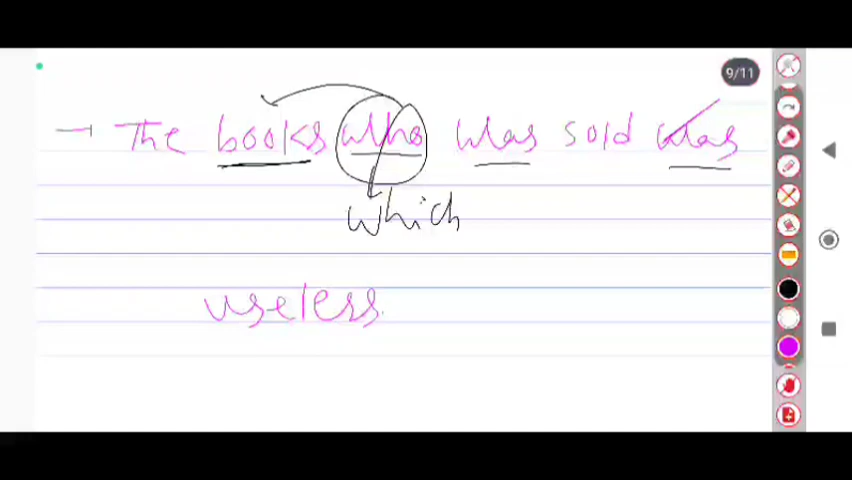 9/11
→ The books who was sold was
which
useless.